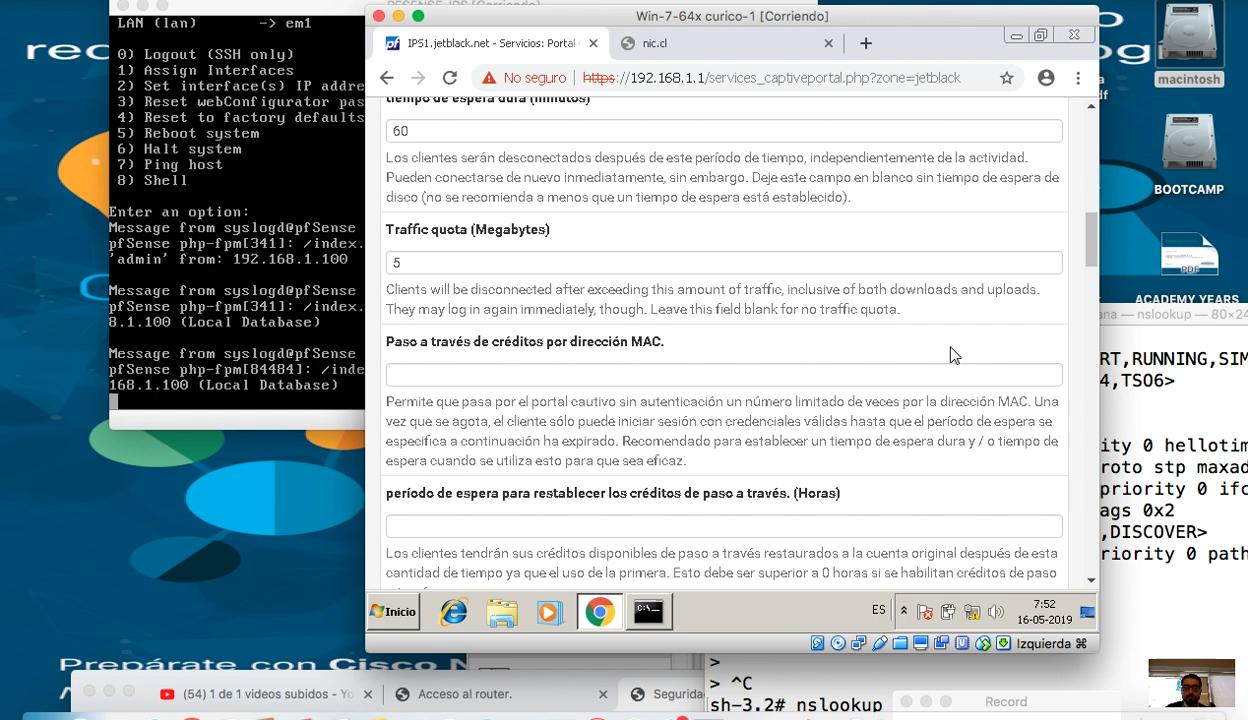 LAN (lan) -> em1
0) Logout (SSH only)
1) Assign Interfaces
2) Set interface(s) IP addre
3) Reset webConfigurator pas
4) Reset to factory defaults
5) Reboot system
6) Halt system
7) Ping host
8) Shell
Enter an option:
Message from syslogd@pfSense
pfSense php-fpm[341]: /index.
'admin' from: 192.168.1.100
Message from syslogd@pfSense
pfSense php-fpm[341]: /index.
8.1.100 (Local Database)
Message from syslogd@pfSense
pfSense php-fpm[84484]: /inde
168.1.100 (Local Database)
Win-7-64x curico-1 [Corriendo]
IPS1.jetblack.net - Servicios: Portal
nic.cl
No seguro
https://192.168.1.1/services_captiveportal.php?zone=jetblack
tiempo de espera dura (minutos)
60
Los clientes serán desconectados después de este período de tiempo, independientemente de la actividad.
Pueden conectarse de nuevo inmediatamente, sin embargo. Deje este campo en blanco sin tiempo de espera de
disco (no se recomienda a menos que un tiempo de espera está establecido).
Traffic quota (Megabytes)
5
Clients will be disconnected after exceeding this amount of traffic, inclusive of both downloads and uploads.
They may log in again immediately, though. Leave this field blank for no traffic quota.
Paso a través de créditos por dirección MAC.
Permite que pasa por el portal cautivo sin autenticación un número limitado de veces por la dirección MAC. Una
vez que se agota, el cliente sólo puede iniciar sesión con credenciales válidas hasta que el período de espera se
especifica a continuación ha expirado. Recomendado para establecer un tiempo de espera dura y / o tiempo de
espera cuando se utiliza esto para que sea eficaz.
período de espera para restablecer los créditos de paso a través. (Horas)
Los clientes tendrán sus créditos disponibles de paso a través restaurados a la cuenta original después de esta
cantidad de tiempo ya que el uso de la primera. Esto debe ser superior a 0 horas si se habilitan créditos de paso
Inicio
ES
7:52
16-05-2019
Izquierda ⌘
macintosh
BOOTCAMP
PDF
ACADEMY YEARS
ana — nslookup — 80×24
RT,RUNNING,SIM
4,TSO6>
ity 0 hellotim
roto stp maxad
priority 0 ifc
ags 0x2
,DISCOVER>
riority 0 path
>
> ^C
sh-3.2# nslookup
Prepárate con Cisco N
(54) 1 de 1 videos subidos - Yo
Acceso al router.
Segurida
Record